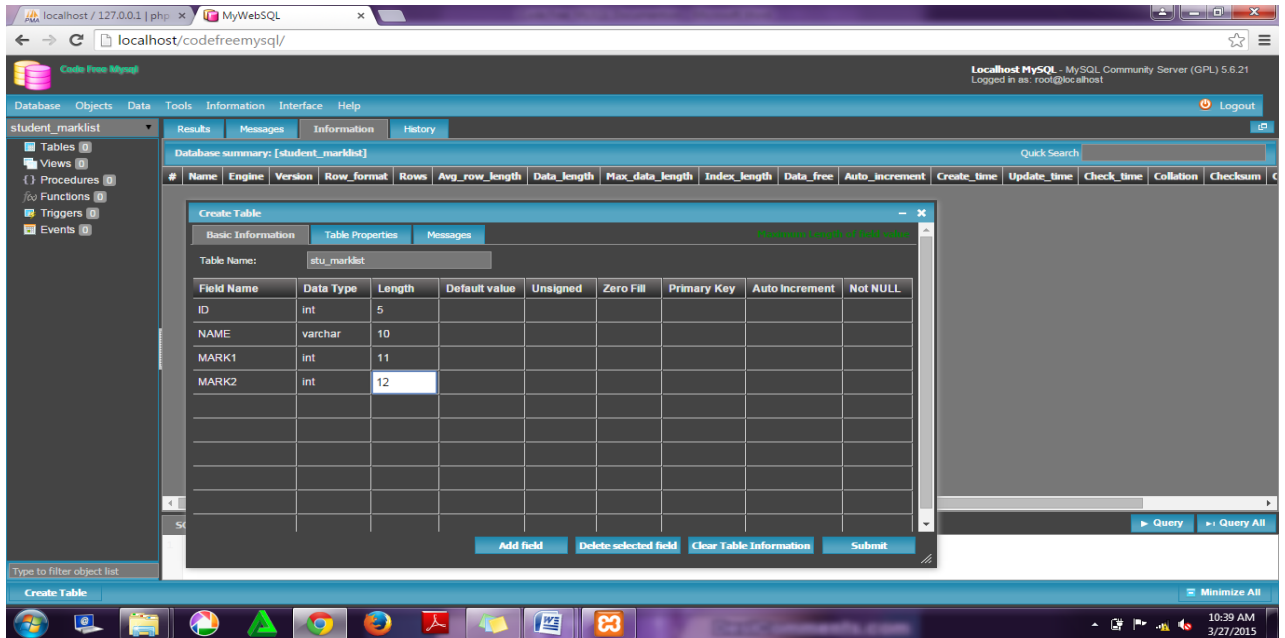 localhost / 127.0.0.1 | php
MyWebSQL
localhost/codefreemysql/
Code Free Mysql
Localhost MySQL - MySQL Community Server (GPL) 5.6.21
Logged in as: root@localhost
Database Objects Data Tools Information Interface Help
Logout
student_marklist
Results Messages Information History
Tables 0
Views 0
{} Procedures 0
f(x) Functions 0
Triggers 0
Events 0
Database summary: [student_marklist]
Quick Search
# Name Engine Version Row_format Rows Avg_row_length Data_length Max_data_length Index_length Data_free Auto_increment Create_time Update_time Check_time Collation Checksum
Create Table
Basic Information Table Properties Messages
Maximum length of field value
Table Name: stu_marklist
Field Name Data Type Length Default value Unsigned Zero Fill Primary Key Auto Increment Not NULL
ID int 5
NAME varchar 10
MARK1 int 11
MARK2 int 12
Add field Delete selected field Clear Table Information Submit
Query Query All
Type to filter object list
Create Table
Minimize All
10:39 AM
3/27/2015